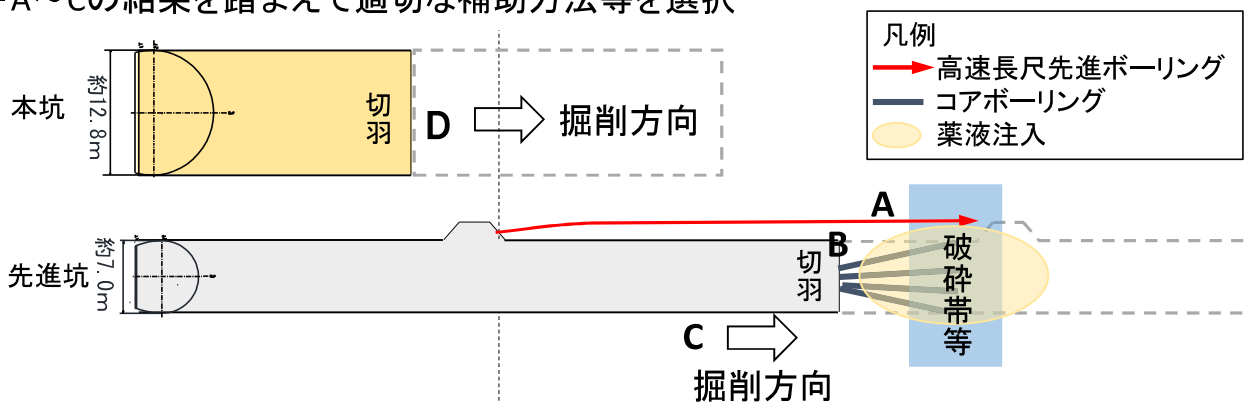 A~Cの結果を踏まえて適切な補助方法等を選択
凡例
高速長尺先進ボーリング
コアボーリング
薬液注入
本坑
約12.8m
切羽
D
掘削方向
A
B
先進坑
約7.0m
切羽
破砕帯等
C
掘削方向